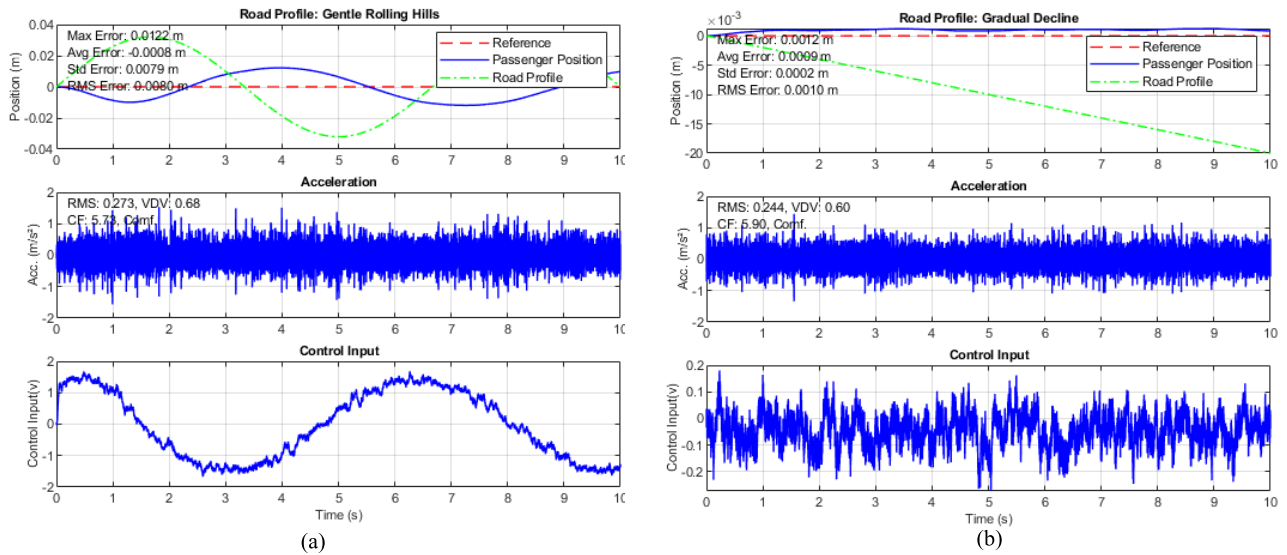 Road Profile: Gentle Rolling Hills
0.04
0.02
0
-0.02
-0.04
Position (m)
Max Error: 0.0122 m
Avg Error: -0.0008 m
Std Error: 0.0079 m
RMS Error: 0.0080 m
Reference
Passenger Position
Road Profile
0 1 2 3 4 5 6 7 8 9 10
Acceleration
2
1
0
-1
-2
Acc. (m/s²)
RMS: 0.273, VDV: 0.68
CF: 5.73, Comf.
0 1 2 3 4 5 6 7 8 9 10
Control Input
2
1
0
-1
-2
Control Input(v)
0 1 2 3 4 5 6 7 8 9 10
Time (s)
(a)
×10⁻³
Road Profile: Gradual Decline
0
-5
-10
-15
-20
Position (m)
Max Error: 0.0012 m
Avg Error: 0.0009 m
Std Error: 0.0002 m
RMS Error: 0.0010 m
Reference
Passenger Position
Road Profile
0 1 2 3 4 5 6 7 8 9 10
Acceleration
2
1
0
-1
-2
Acc. (m/s²)
RMS: 0.244, VDV: 0.60
CF: 5.90, Comf.
0 1 2 3 4 5 6 7 8 9 10
Control Input
0.2
0.1
0
-0.1
-0.2
Control Input(v)
0 1 2 3 4 5 6 7 8 9 10
Time (s)
(b)